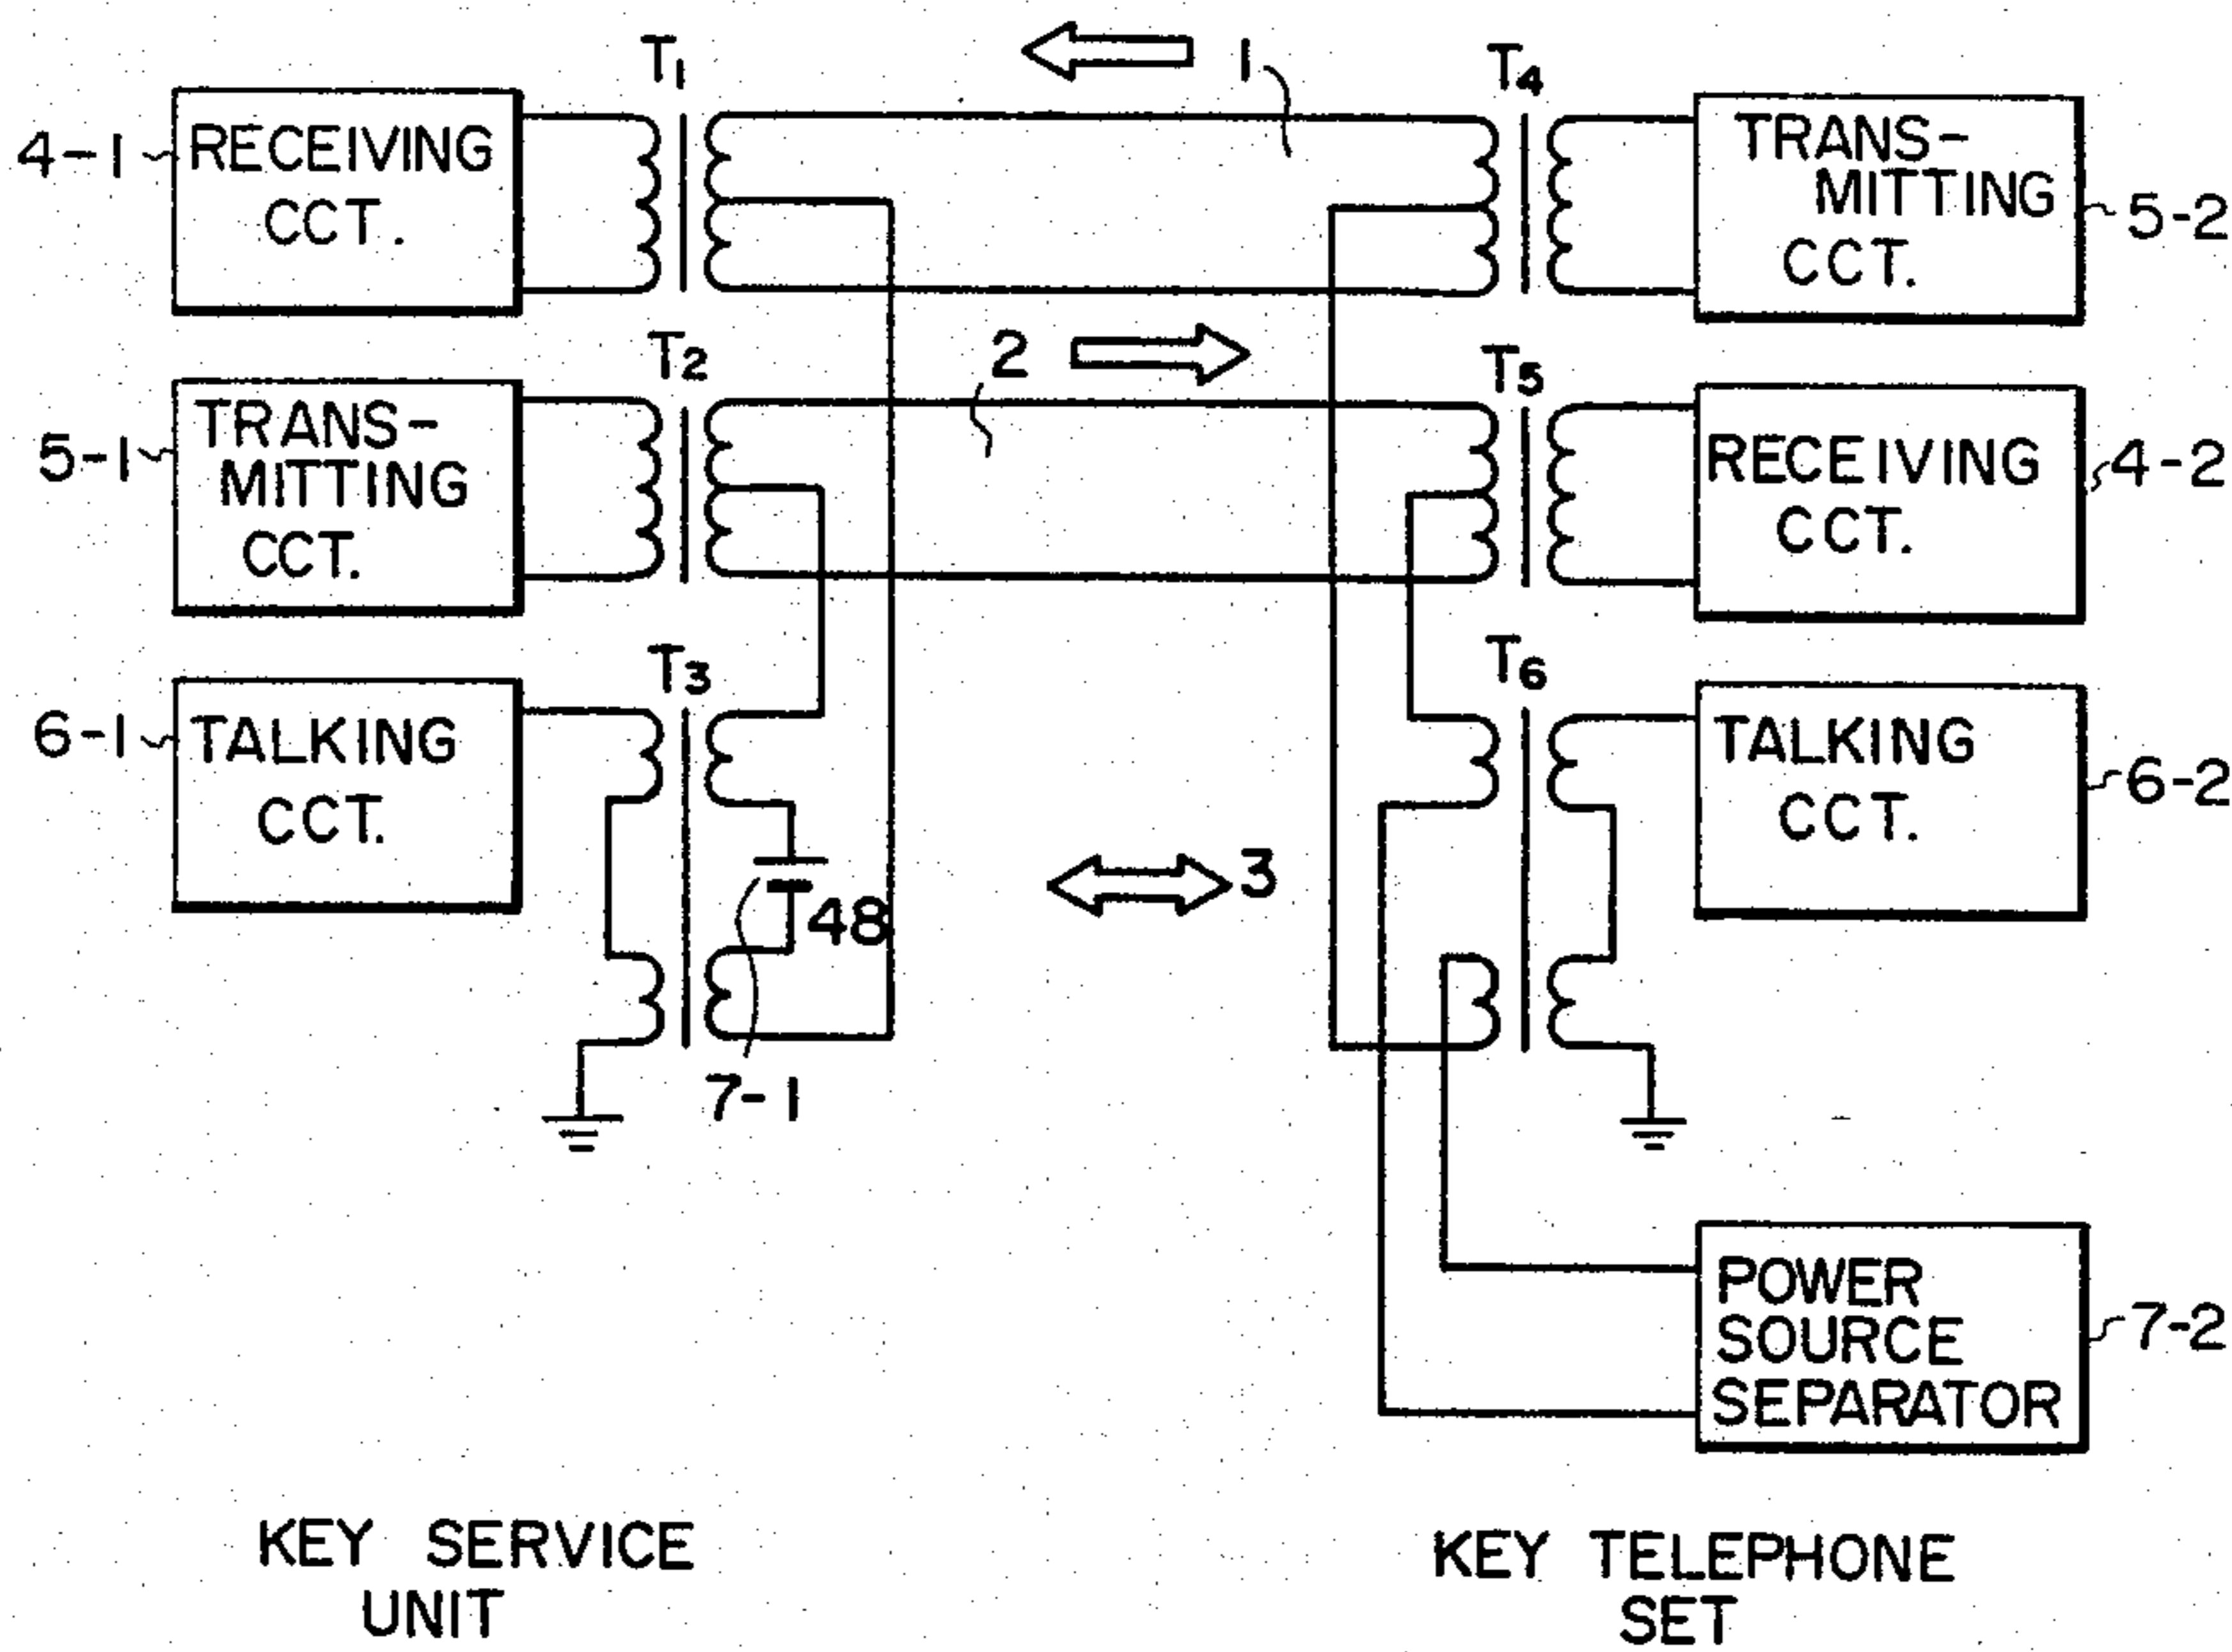 T1
1
T4
4-1
RECEIVING
CCT.
TRANS-
MITTING
CCT.
5-2
T2
2
T5
5-1
TRANS-
MITTING
CCT.
RECEIVING
CCT.
4-2
T3
T6
6-1
TALKING
CCT.
TALKING
CCT.
6-2
48
3
7-1
POWER
SOURCE
SEPARATOR
7-2
KEY SERVICE
UNIT
KEY TELEPHONE
SET